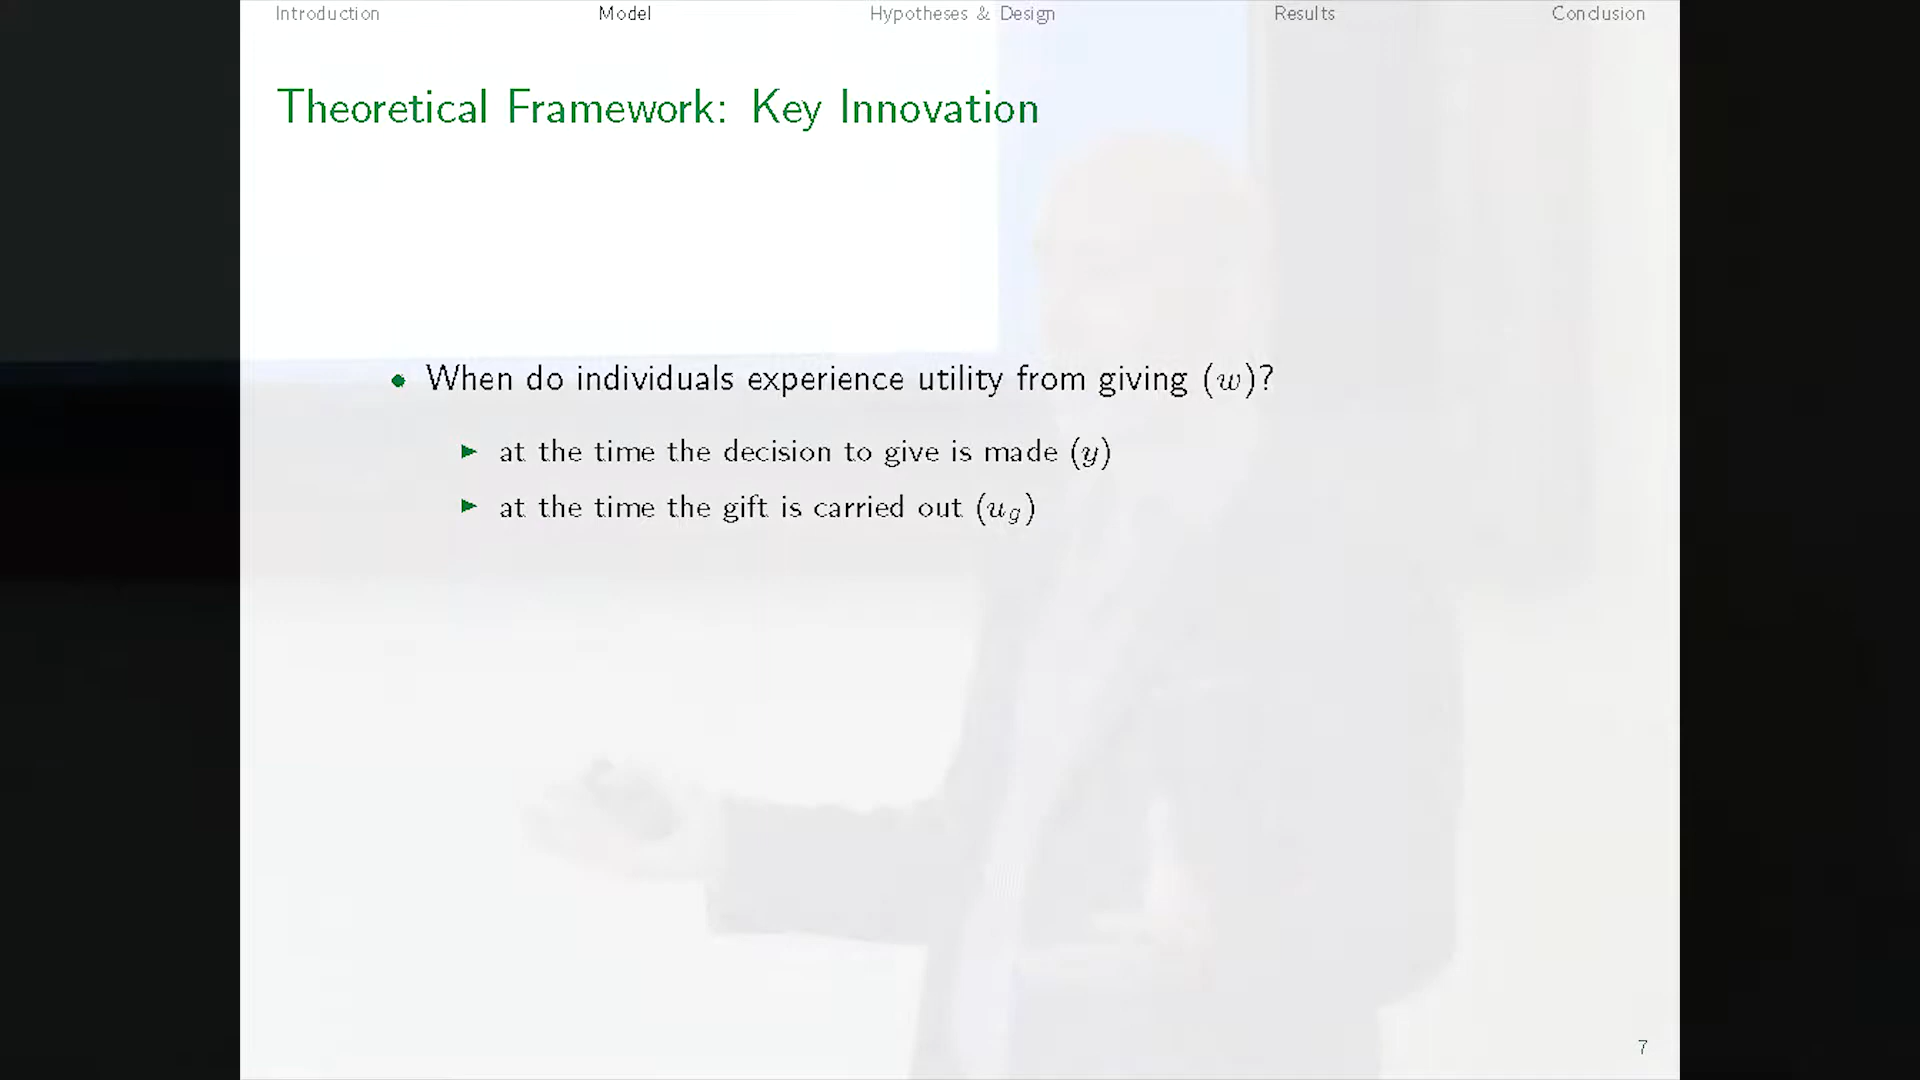 Introduction Model Hypotheses & Design Results Conclusion
Theoretical Framework: Key Innovation
• When do individuals experience utility from giving (w)?
▶ at the time the decision to give is made (y)
▶ at the time the gift is carried out (u_g)
7